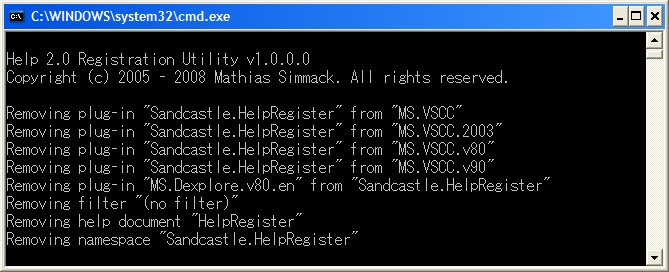 C:\WINDOWS\system32\cmd.exe
Help 2.0 Registration Utility v1.0.0.0
Copyright (c) 2005 - 2008 Mathias Simmack. All rights reserved.
Removing plug-in "Sandcastle.HelpRegister" from "MS.VSCC"
Removing plug-in "Sandcastle.HelpRegister" from "MS.VSCC.2003"
Removing plug-in "Sandcastle.HelpRegister" from "MS.VSCC.v80"
Removing plug-in "Sandcastle.HelpRegister" from "MS.VSCC.v90"
Removing plug-in "MS.Dexplore.v80.en" from "Sandcastle.HelpRegister"
Removing filter "(no filter)"
Removing help document "HelpRegister"
Removing namespace "Sandcastle.HelpRegister"